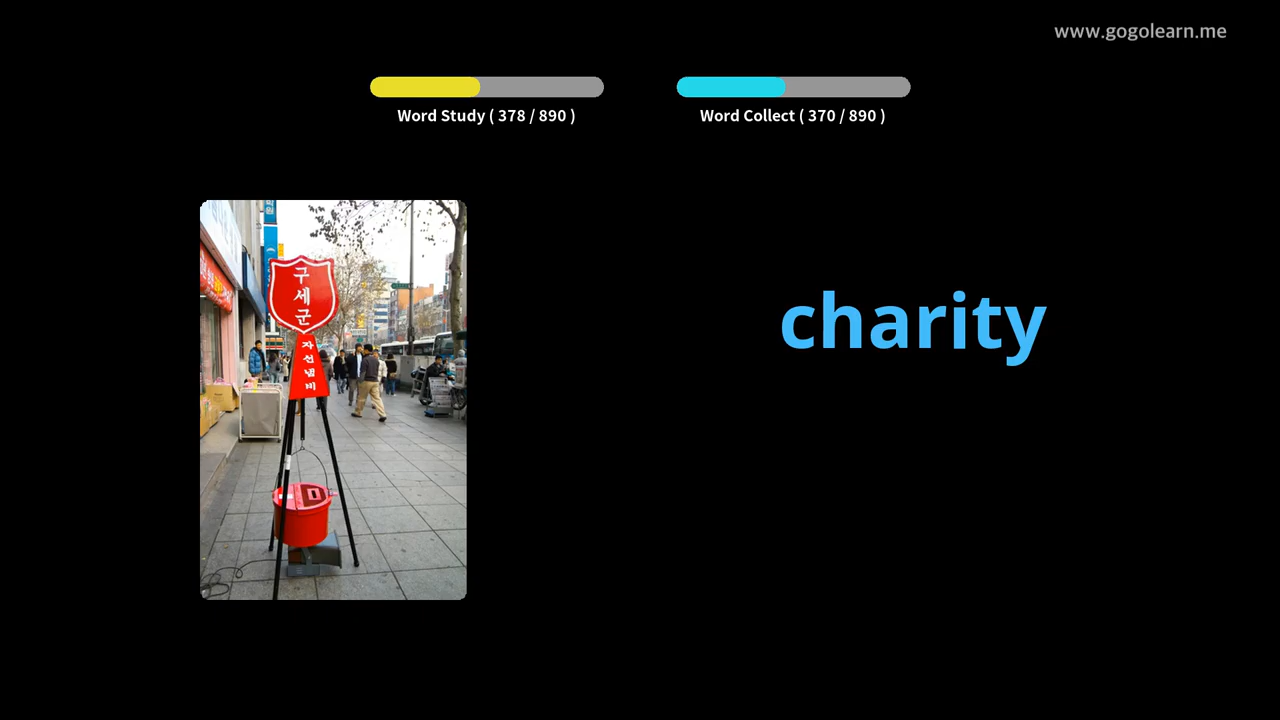 www.gogolearn.me
Word Study ( 378 / 890 )
Word Collect ( 370 / 890 )
구
세
군
자
선
냄
비
charity